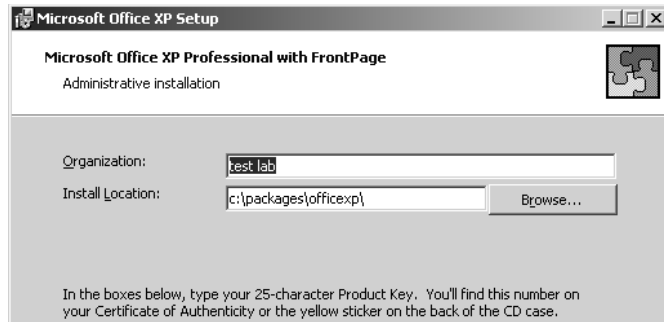 Microsoft Office XP Setup
Microsoft Office XP Professional with FrontPage
Administrative installation
Organization: test lab
Install Location: c:\packages\officexp\ Browse...
In the boxes below, type your 25-character Product Key. You'll find this number on
your Certificate of Authenticity or the yellow sticker on the back of the CD case.